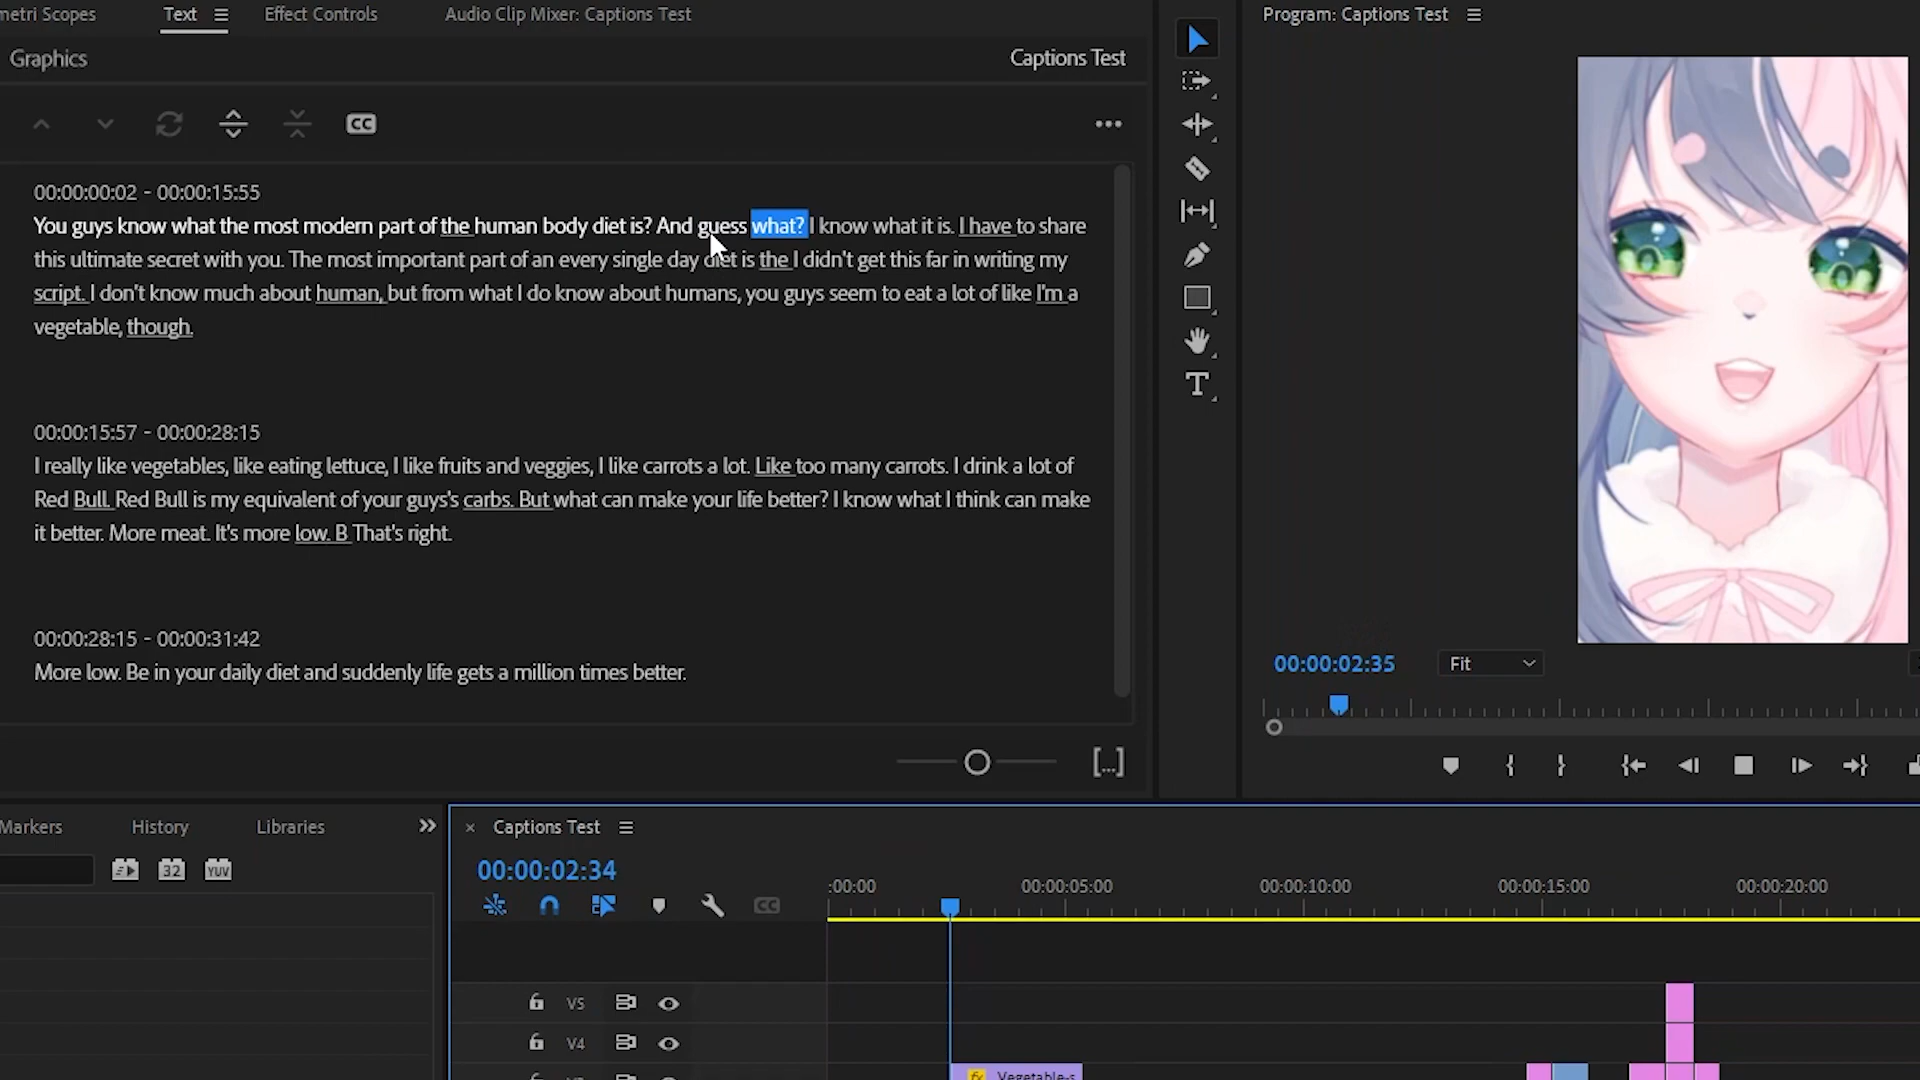 metri Scopes
Text
Effect Controls
Audio Clip Mixer: Captions Test
Program: Captions Test
Graphics
Captions Test
CC
00:00:00:02 - 00:00:15:55
You guys know what the most modern part of the human body diet is? And guess what? I know what it is. I have to share
this ultimate secret with you. The most important part of an every single day diet is the I didn't get this far in writing my
script. I don't know much about human, but from what I do know about humans, you guys seem to eat a lot of like I'm a
vegetable, though.
00:00:15:57 - 00:00:28:15
I really like vegetables, like eating lettuce, I like fruits and veggies, I like carrots a lot. Like too many carrots. I drink a lot of
Red Bull. Red Bull is my equivalent of your guys's carbs. But what can make your life better? I know what I think can make
it better. More meat. It's more low. B That's right.
00:00:28:15 - 00:00:31:42
More low. Be in your daily diet and suddenly life gets a million times better.
[...]
T
00:00:02:35
Fit
Markers
History
Libraries
32
YUV
Captions Test
00:00:02:34
CC
:00:00
00:00:05:00
00:00:10:00
00:00:15:00
00:00:20:00
V5
V4
fx Vegetable-s